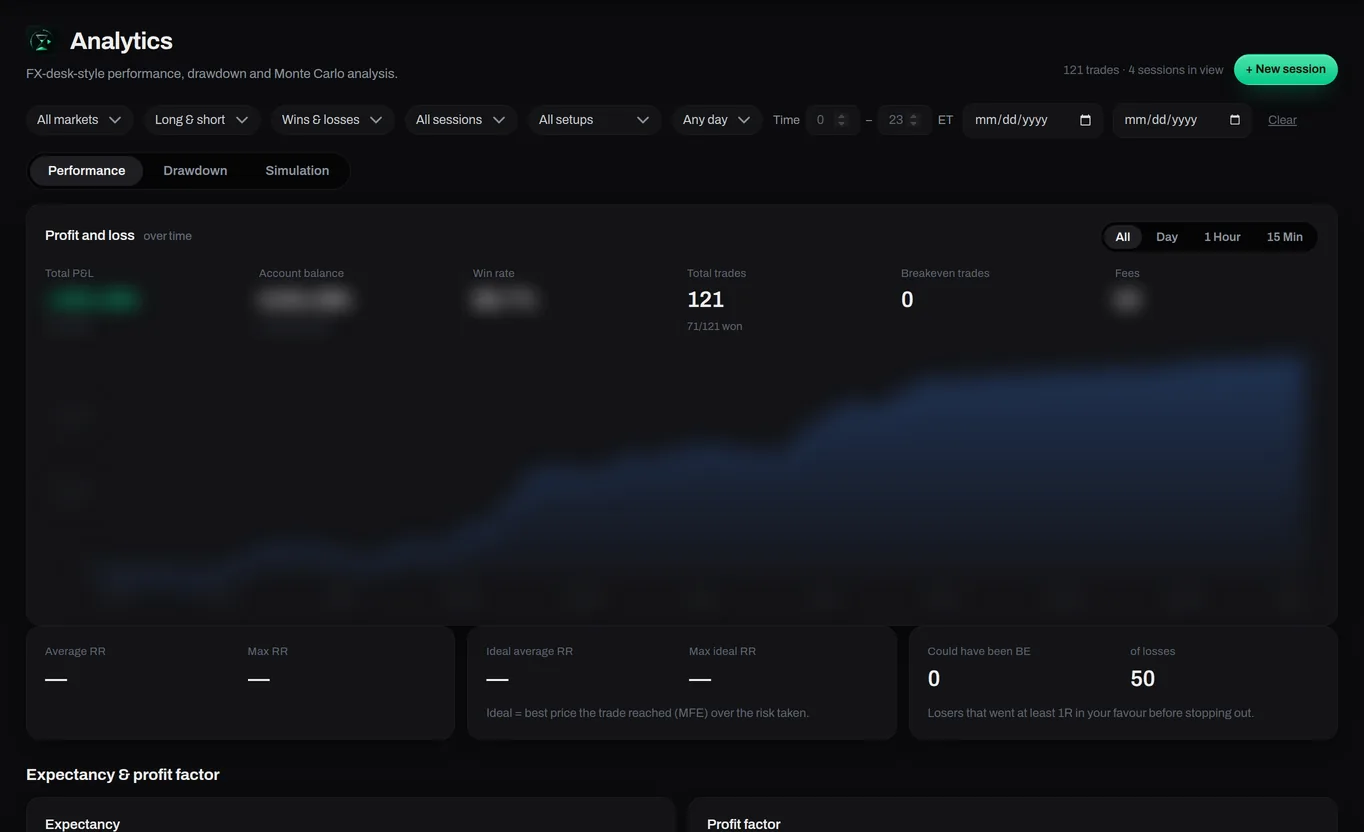 Analytics
FX-desk-style performance, drawdown and Monte Carlo analysis.
121 trades · 4 sessions in view
+ New session
All markets
Long & short
Wins & losses
All sessions
All setups
Any day
Time
0
–
23
ET
mm/dd/yyyy
mm/dd/yyyy
Clear
Performance
Drawdown
Simulation
Profit and loss over time
All
Day
1 Hour
15 Min
Total P&L
Account balance
Win rate
Total trades
Breakeven trades
Fees
121
0
71/121 won
Average RR
Max RR
—
—
Ideal average RR
Max ideal RR
—
—
Ideal = best price the trade reached (MFE) over the risk taken.
Could have been BE
of losses
0
50
Losers that went at least 1R in your favour before stopping out.
Expectancy & profit factor
Expectancy
Profit factor